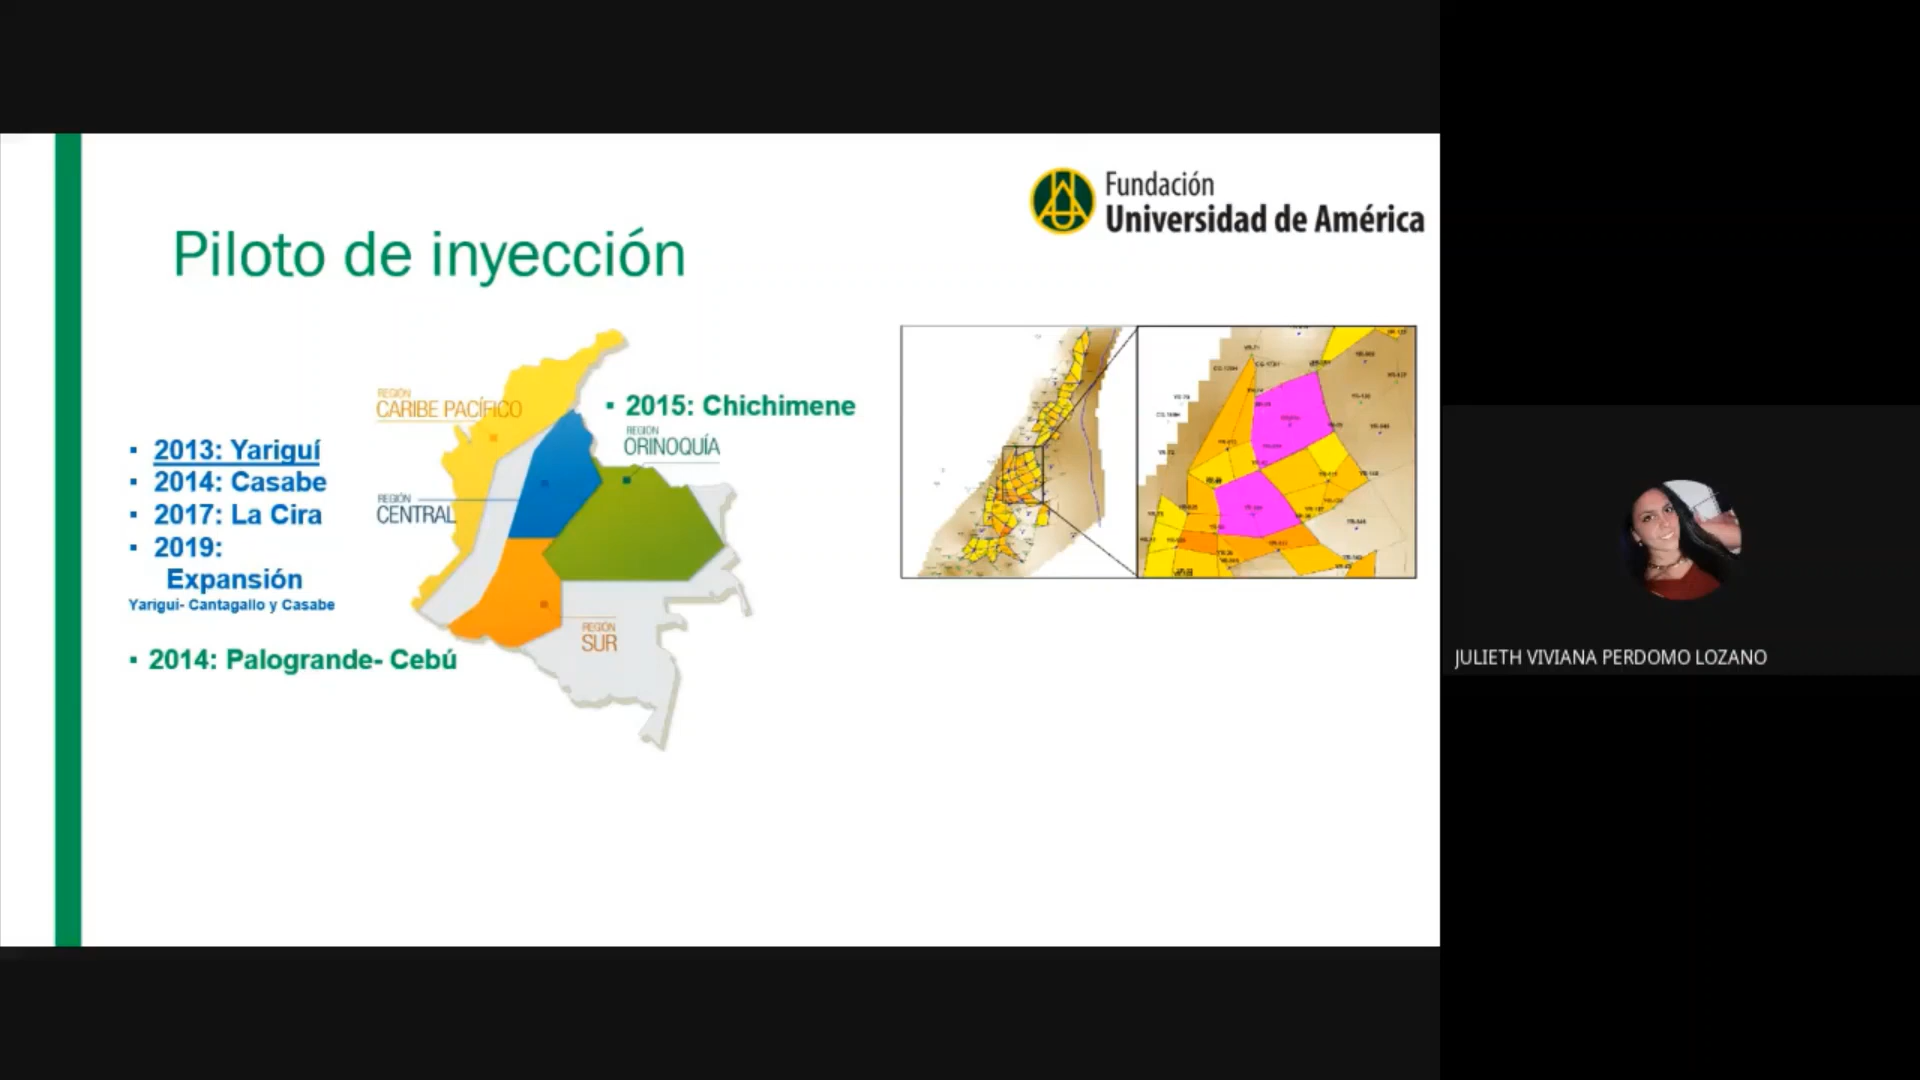 Fundación
Universidad de América
Piloto de inyección
REGIÓN
CARIBE PACÍFICO
▪ 2015: Chichimene
REGIÓN
ORINOQUÍA
▪ 2013: Yariguí
▪ 2014: Casabe
▪ 2017: La Cira
▪ 2019:
Expansión
Yariguí- Cantagallo y Casabe
REGIÓN
CENTRAL
REGIÓN
SUR
▪ 2014: Palogrande- Cebú
JULIETH VIVIANA PERDOMO LOZANO